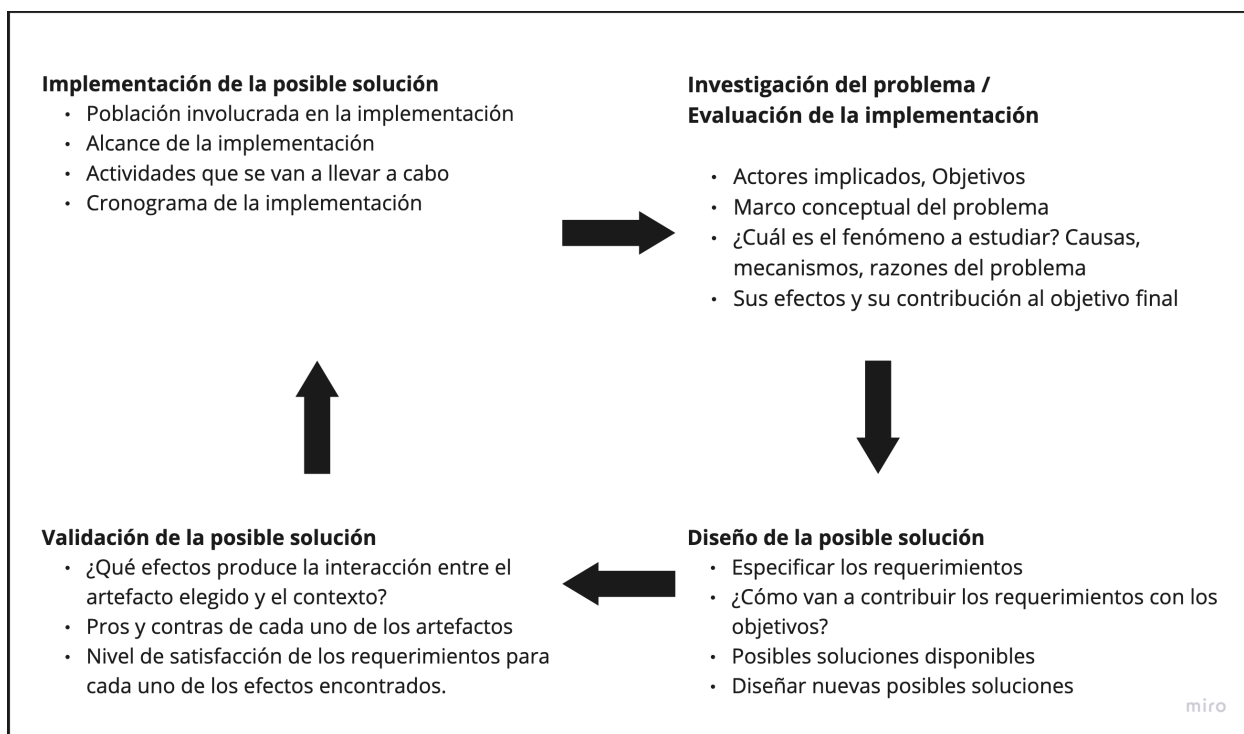 Implementación de la posible solución
• Población involucrada en la implementación
• Alcance de la implementación
• Actividades que se van a llevar a cabo
• Cronograma de la implementación
Investigación del problema /
Evaluación de la implementación
• Actores implicados, Objetivos
• Marco conceptual del problema
• ¿Cuál es el fenómeno a estudiar? Causas,
mecanismos, razones del problema
• Sus efectos y su contribución al objetivo final
Validación de la posible solución
• ¿Qué efectos produce la interacción entre el
artefacto elegido y el contexto?
• Pros y contras de cada uno de los artefactos
• Nivel de satisfacción de los requerimientos para
cada uno de los efectos encontrados.
Diseño de la posible solución
• Especificar los requerimientos
• ¿Cómo van a contribuir los requerimientos con los
objetivos?
• Posibles soluciones disponibles
• Diseñar nuevas posibles soluciones
miro